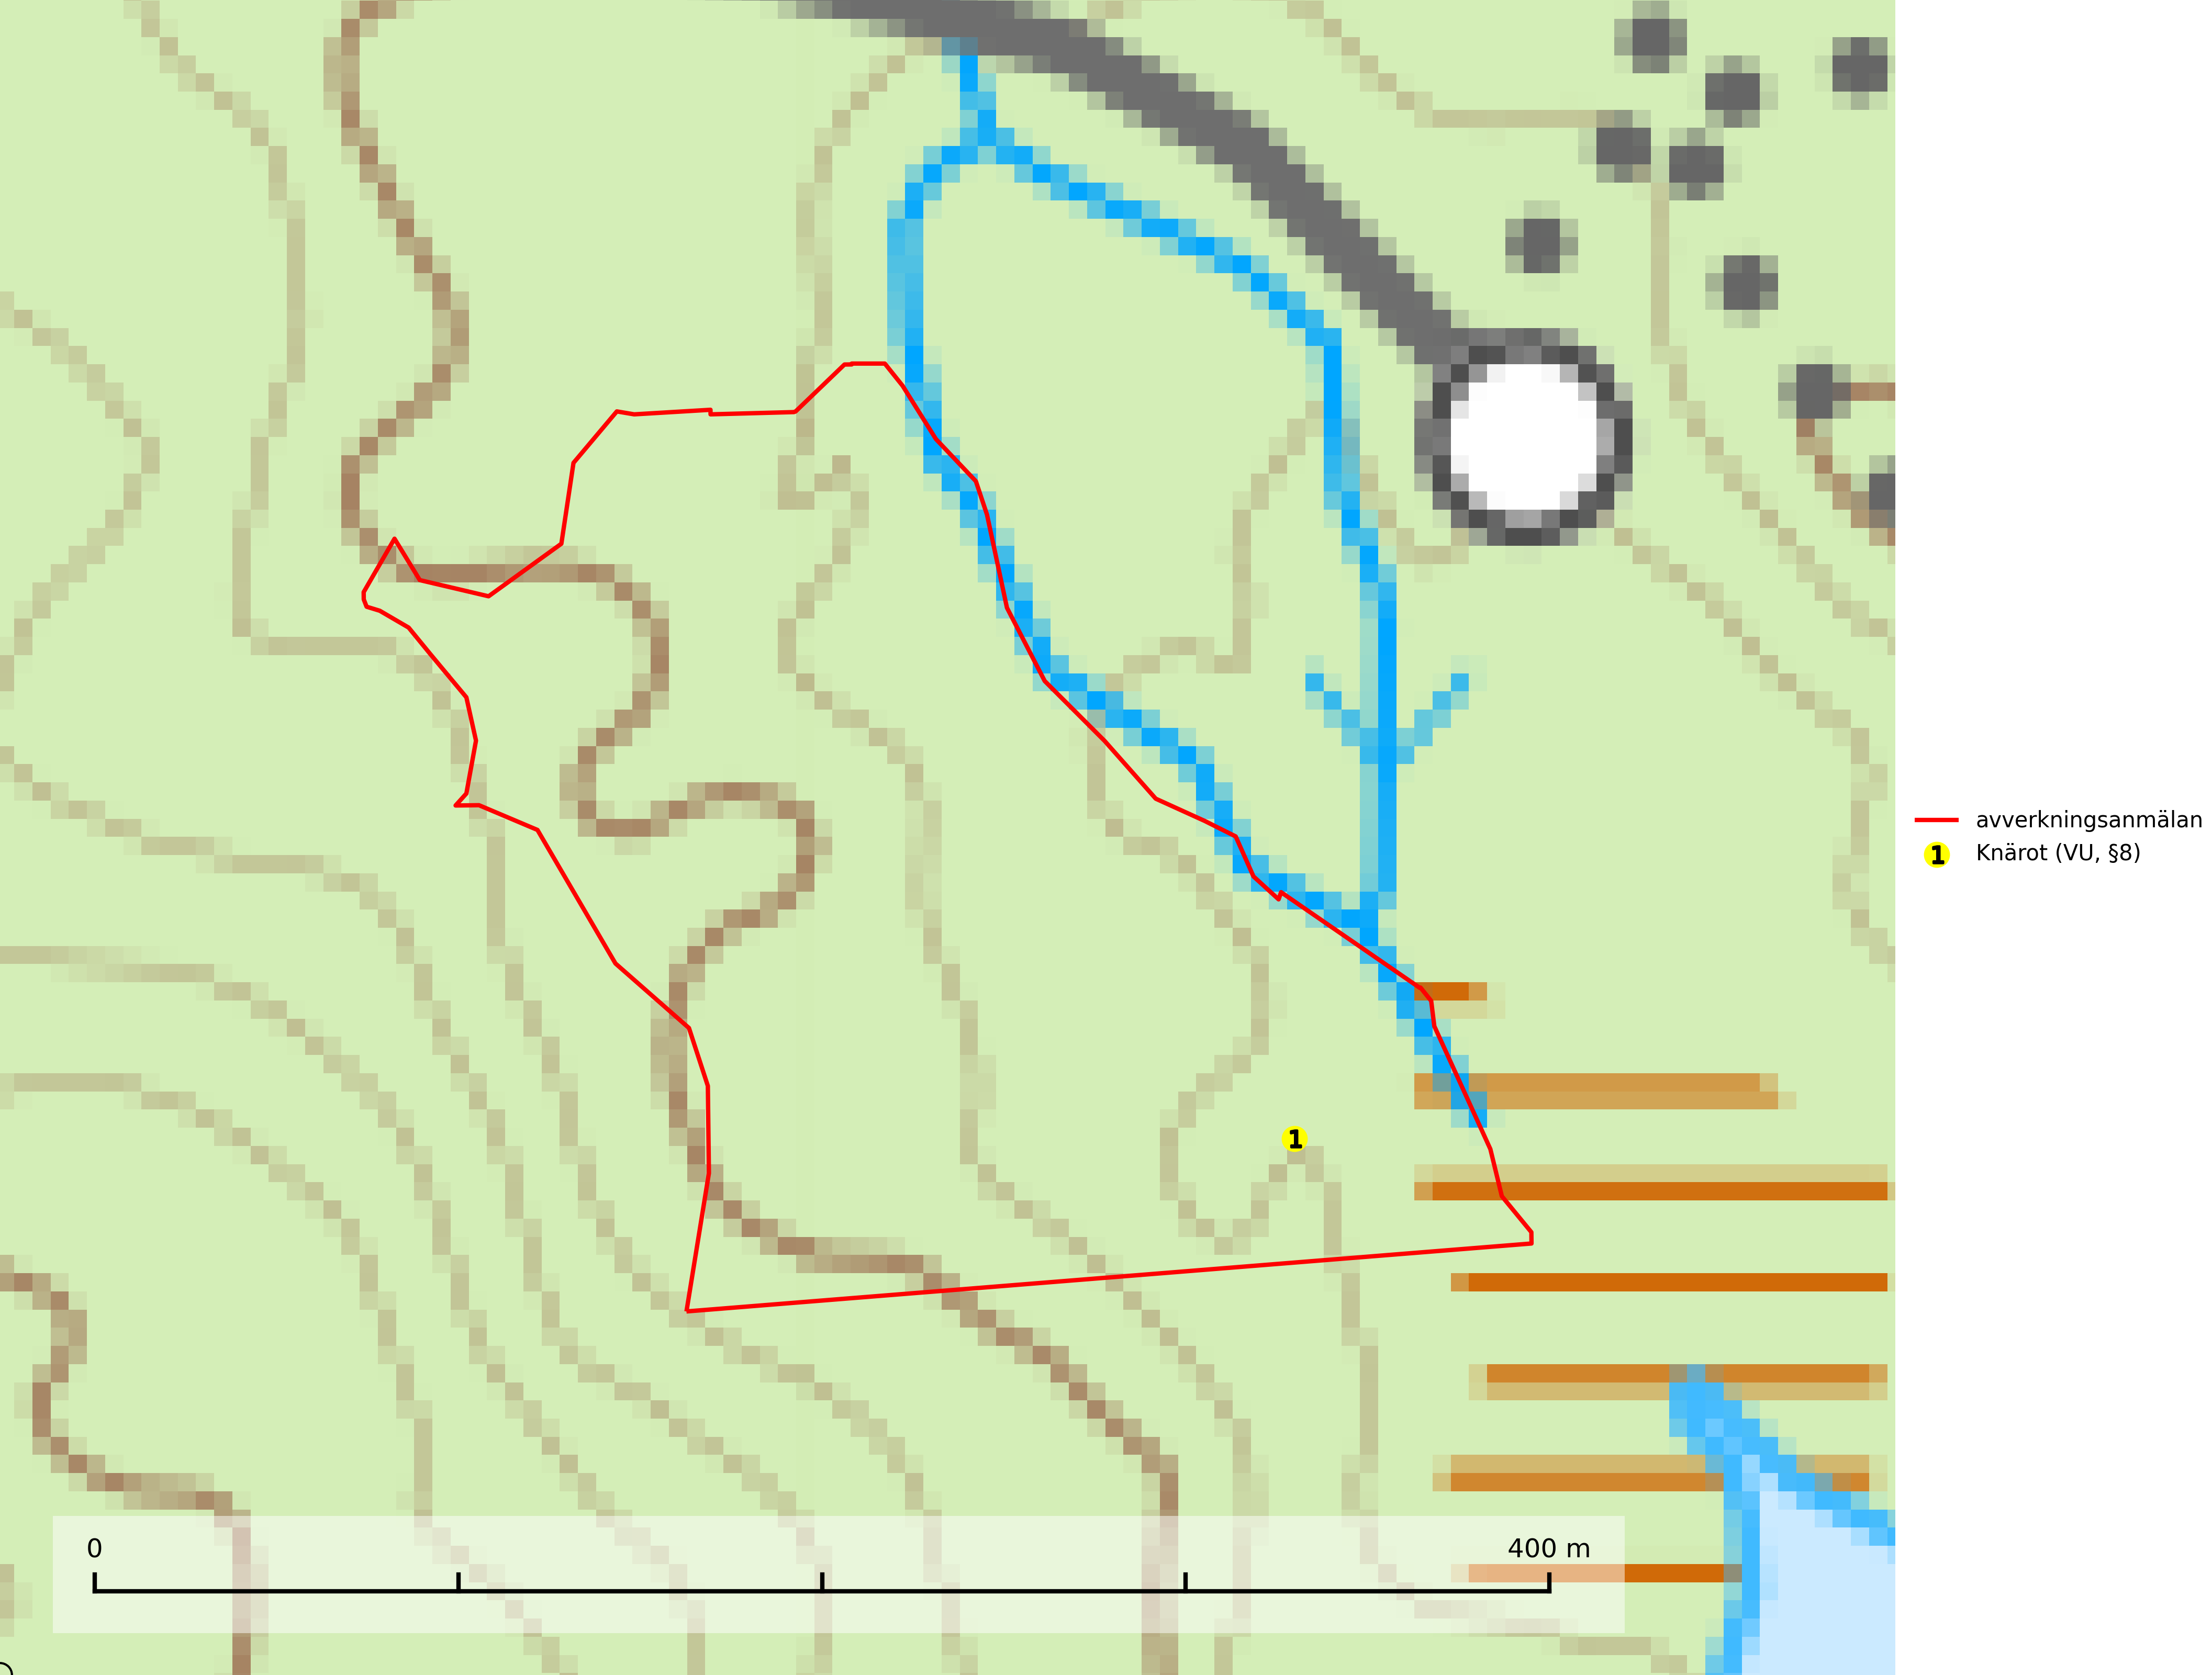 avverkningsanmälan
1 Knärot (VU, §8)
1
0 400 m